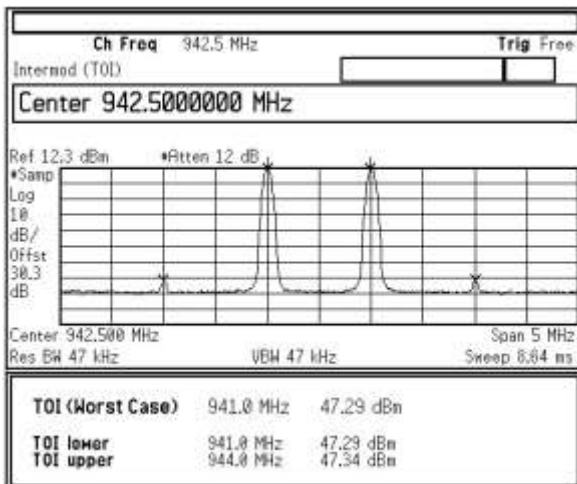 Ch Freq 942.5 MHz Trig Free
Intermod (TOI)
Center 942.5000000 MHz
Ref 12.3 dBm *Atten 12 dB
*Samp
Log
10
dB/
Offst
30.3
dB
Center 942.500 MHz Span 5 MHz
Res BW 47 kHz VBW 47 kHz Sweep 8.64 ms
TOI (Worst Case) 941.0 MHz 47.29 dBm
TOI lower 941.0 MHz 47.29 dBm
TOI upper 944.0 MHz 47.34 dBm